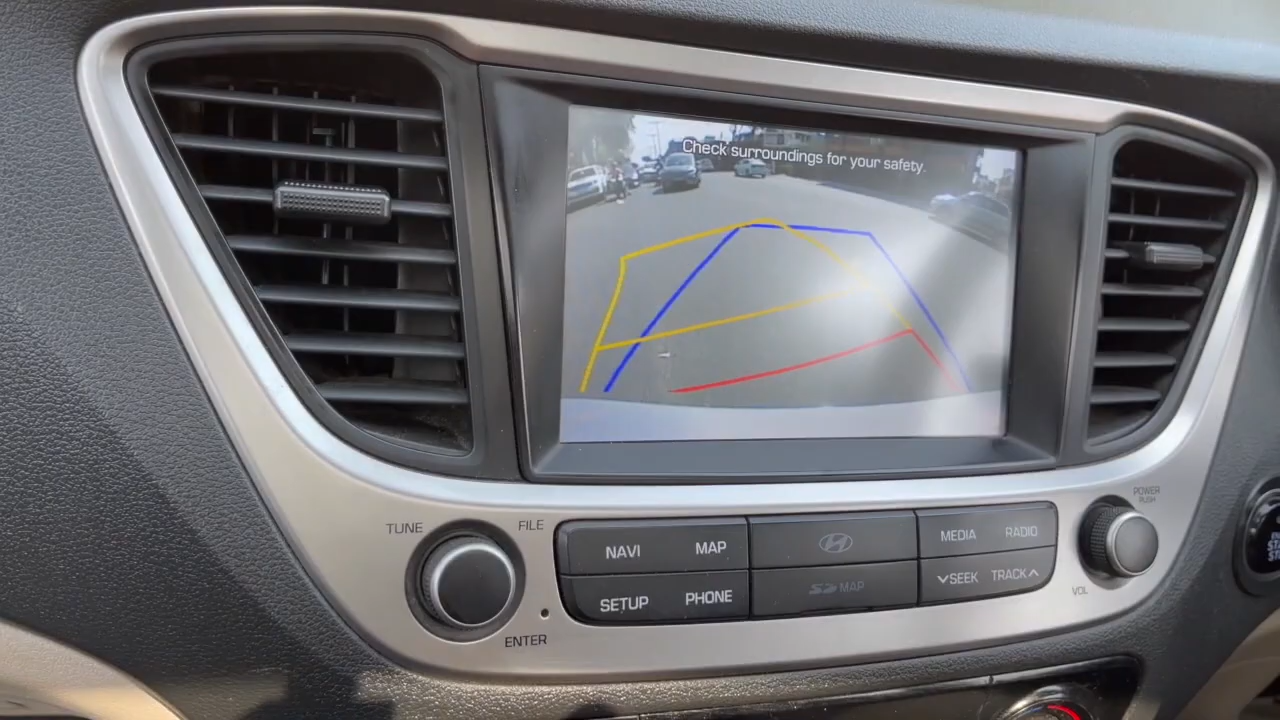 Check surroundings for your safety.
TUNE
FILE
NAVI MAP
MEDIA RADIO
POWER
PUSH
SETUP PHONE
SD MAP
SEEK TRACK
VOL
ENTER